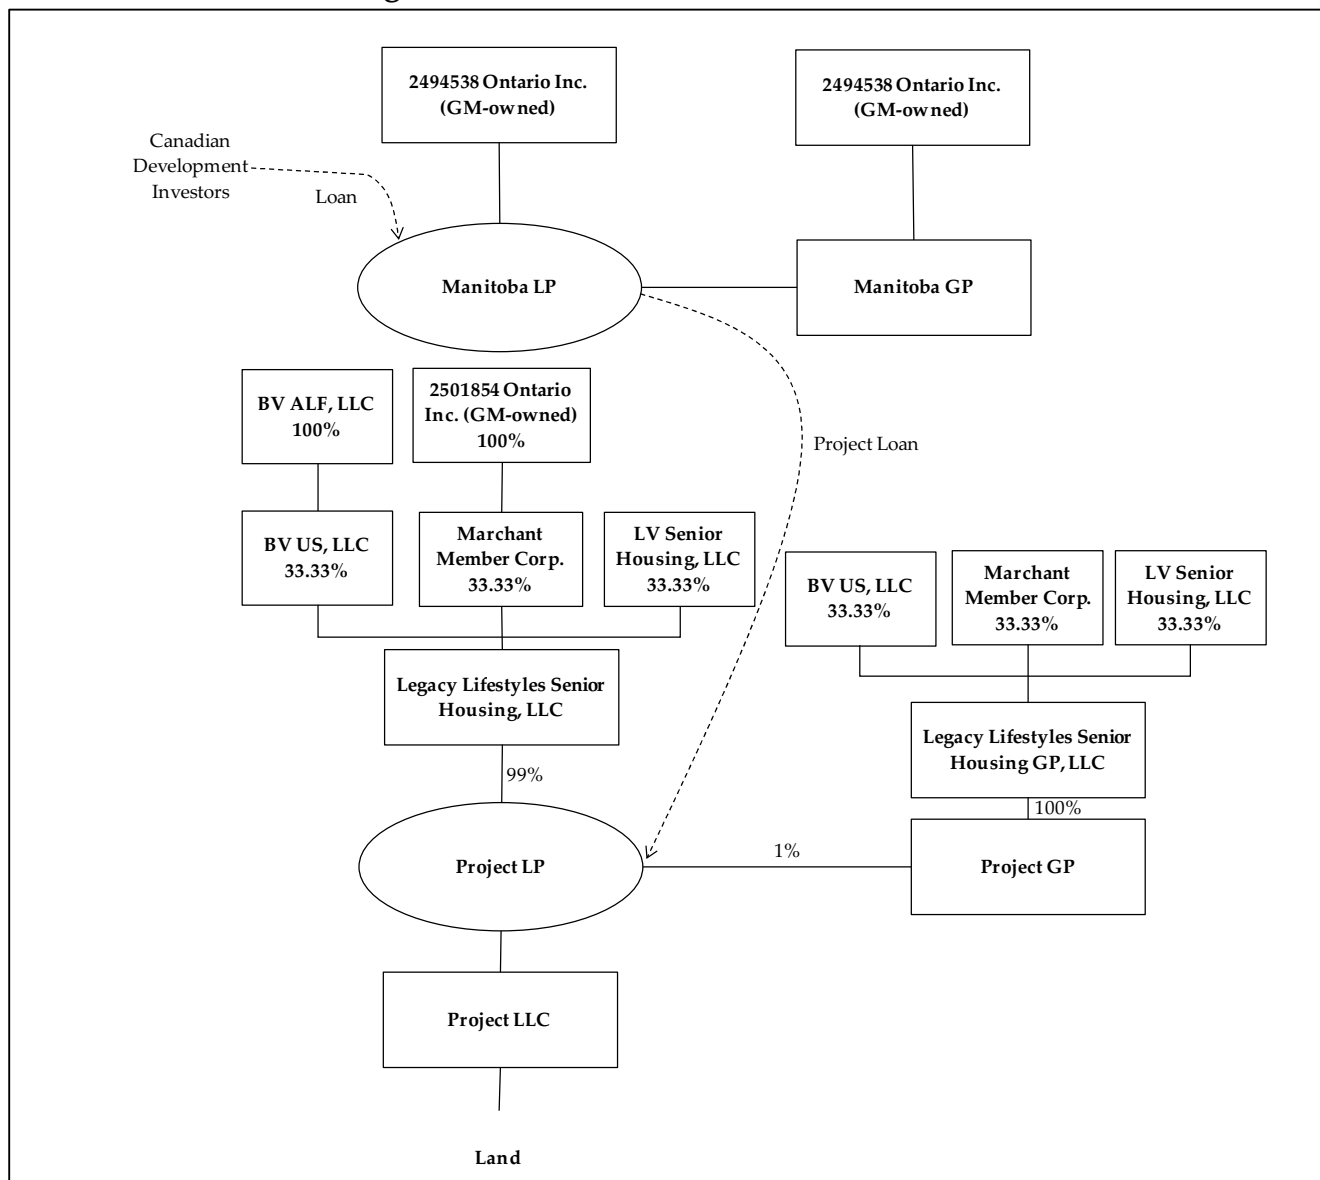 2494538 Ontario Inc.
(GM-owned)
2494538 Ontario Inc.
(GM-owned)
Canadian
Development
Investors
Loan
Manitoba LP
Manitoba GP
BV ALF, LLC
100%
2501854 Ontario
Inc. (GM-owned)
100%
Project Loan
BV US, LLC
33.33%
Marchant
Member Corp.
33.33%
LV Senior
Housing, LLC
33.33%
BV US, LLC
33.33%
Marchant
Member Corp.
33.33%
LV Senior
Housing, LLC
33.33%
Legacy Lifestyles Senior
Housing, LLC
Legacy Lifestyles Senior
Housing GP, LLC
99%
100%
Project LP
1%
Project GP
Project LLC
Land